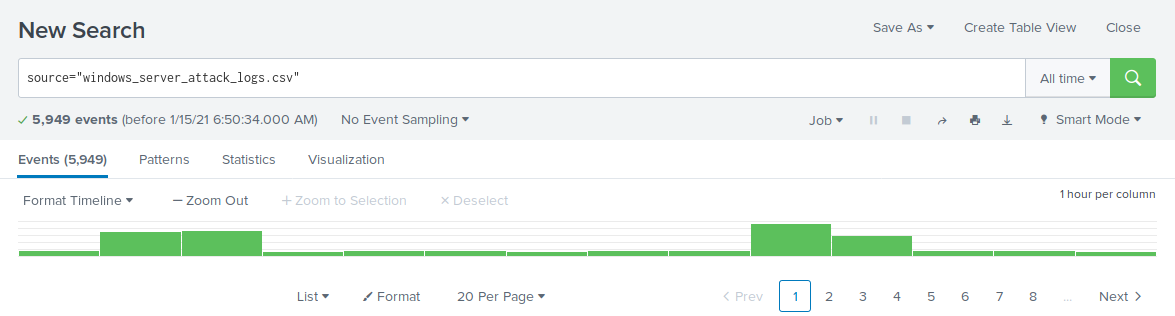 New Search
Save As Create Table View Close
source="windows_server_attack_logs.csv" All time
5,949 events (before 1/15/21 6:50:34.000 AM) No Event Sampling Job Smart Mode
Events (5,949) Patterns Statistics Visualization
Format Timeline — Zoom Out + Zoom to Selection × Deselect 1 hour per column
List Format 20 Per Page < Prev 1 2 3 4 5 6 7 8 ... Next >